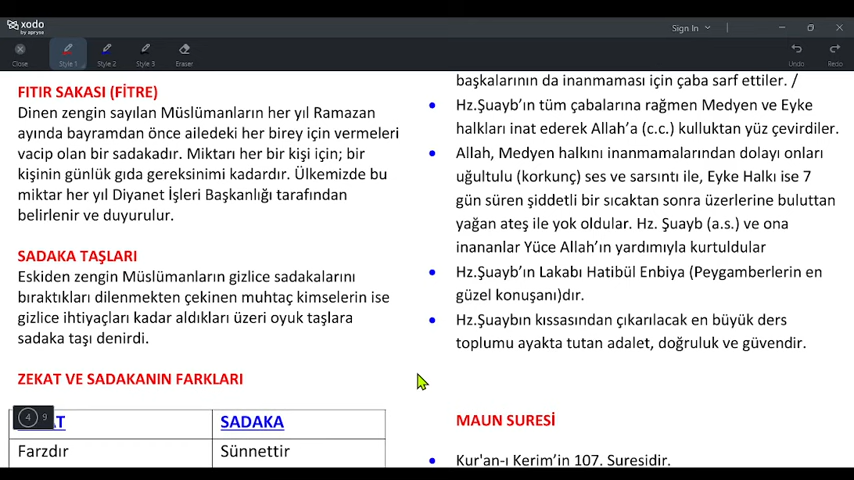 xodo
by apryse
Sign In
Close
Style 1
Style 2
Style 3
Eraser
Undo
Redo
FITIR SAKASI (FİTRE)
Dinen zengin sayılan Müslümanların her yıl Ramazan
ayında bayramdan önce ailedeki her birey için vermeleri
vacip olan bir sadakadır. Miktarı her bir kişi için; bir
kişinin günlük gıda gereksinimi kadardır. Ülkemizde bu
miktar her yıl Diyanet İşleri Başkanlığı tarafından
belirlenir ve duyurulur.
SADAKA TAŞLARI
Eskiden zengin Müslümanların gizlice sadakalarını
bıraktıkları dilenmekten çekinen muhtaç kimselerin ise
gizlice ihtiyaçları kadar aldıkları üzeri oyuk taşlara
sadaka taşı denirdi.
ZEKAT VE SADAKANIN FARKLARI
4 9
AT SADAKA
Farzdır Sünnettir
başkalarının da inanmaması için çaba sarf ettiler. /
Hz.Şuayb'ın tüm çabalarına rağmen Medyen ve Eyke
halkları inat ederek Allah'a (c.c.) kulluktan yüz çevirdiler.
Allah, Medyen halkını inanmamalarından dolayı onları
uğultulu (korkunç) ses ve sarsıntı ile, Eyke Halkı ise 7
gün süren şiddetli bir sıcaktan sonra üzerlerine buluttan
yağan ateş ile yok oldular. Hz. Şuayb (a.s.) ve ona
inananlar Yüce Allah'ın yardımıyla kurtuldular
Hz.Şuayb'ın Lakabı Hatibül Enbiya (Peygamberlerin en
güzel konuşanı)dır.
Hz.Şuaybın kıssasından çıkarılacak en büyük ders
toplumu ayakta tutan adalet, doğruluk ve güvendir.
MAUN SURESİ
Kur'an-ı Kerim'in 107. Suresidir.